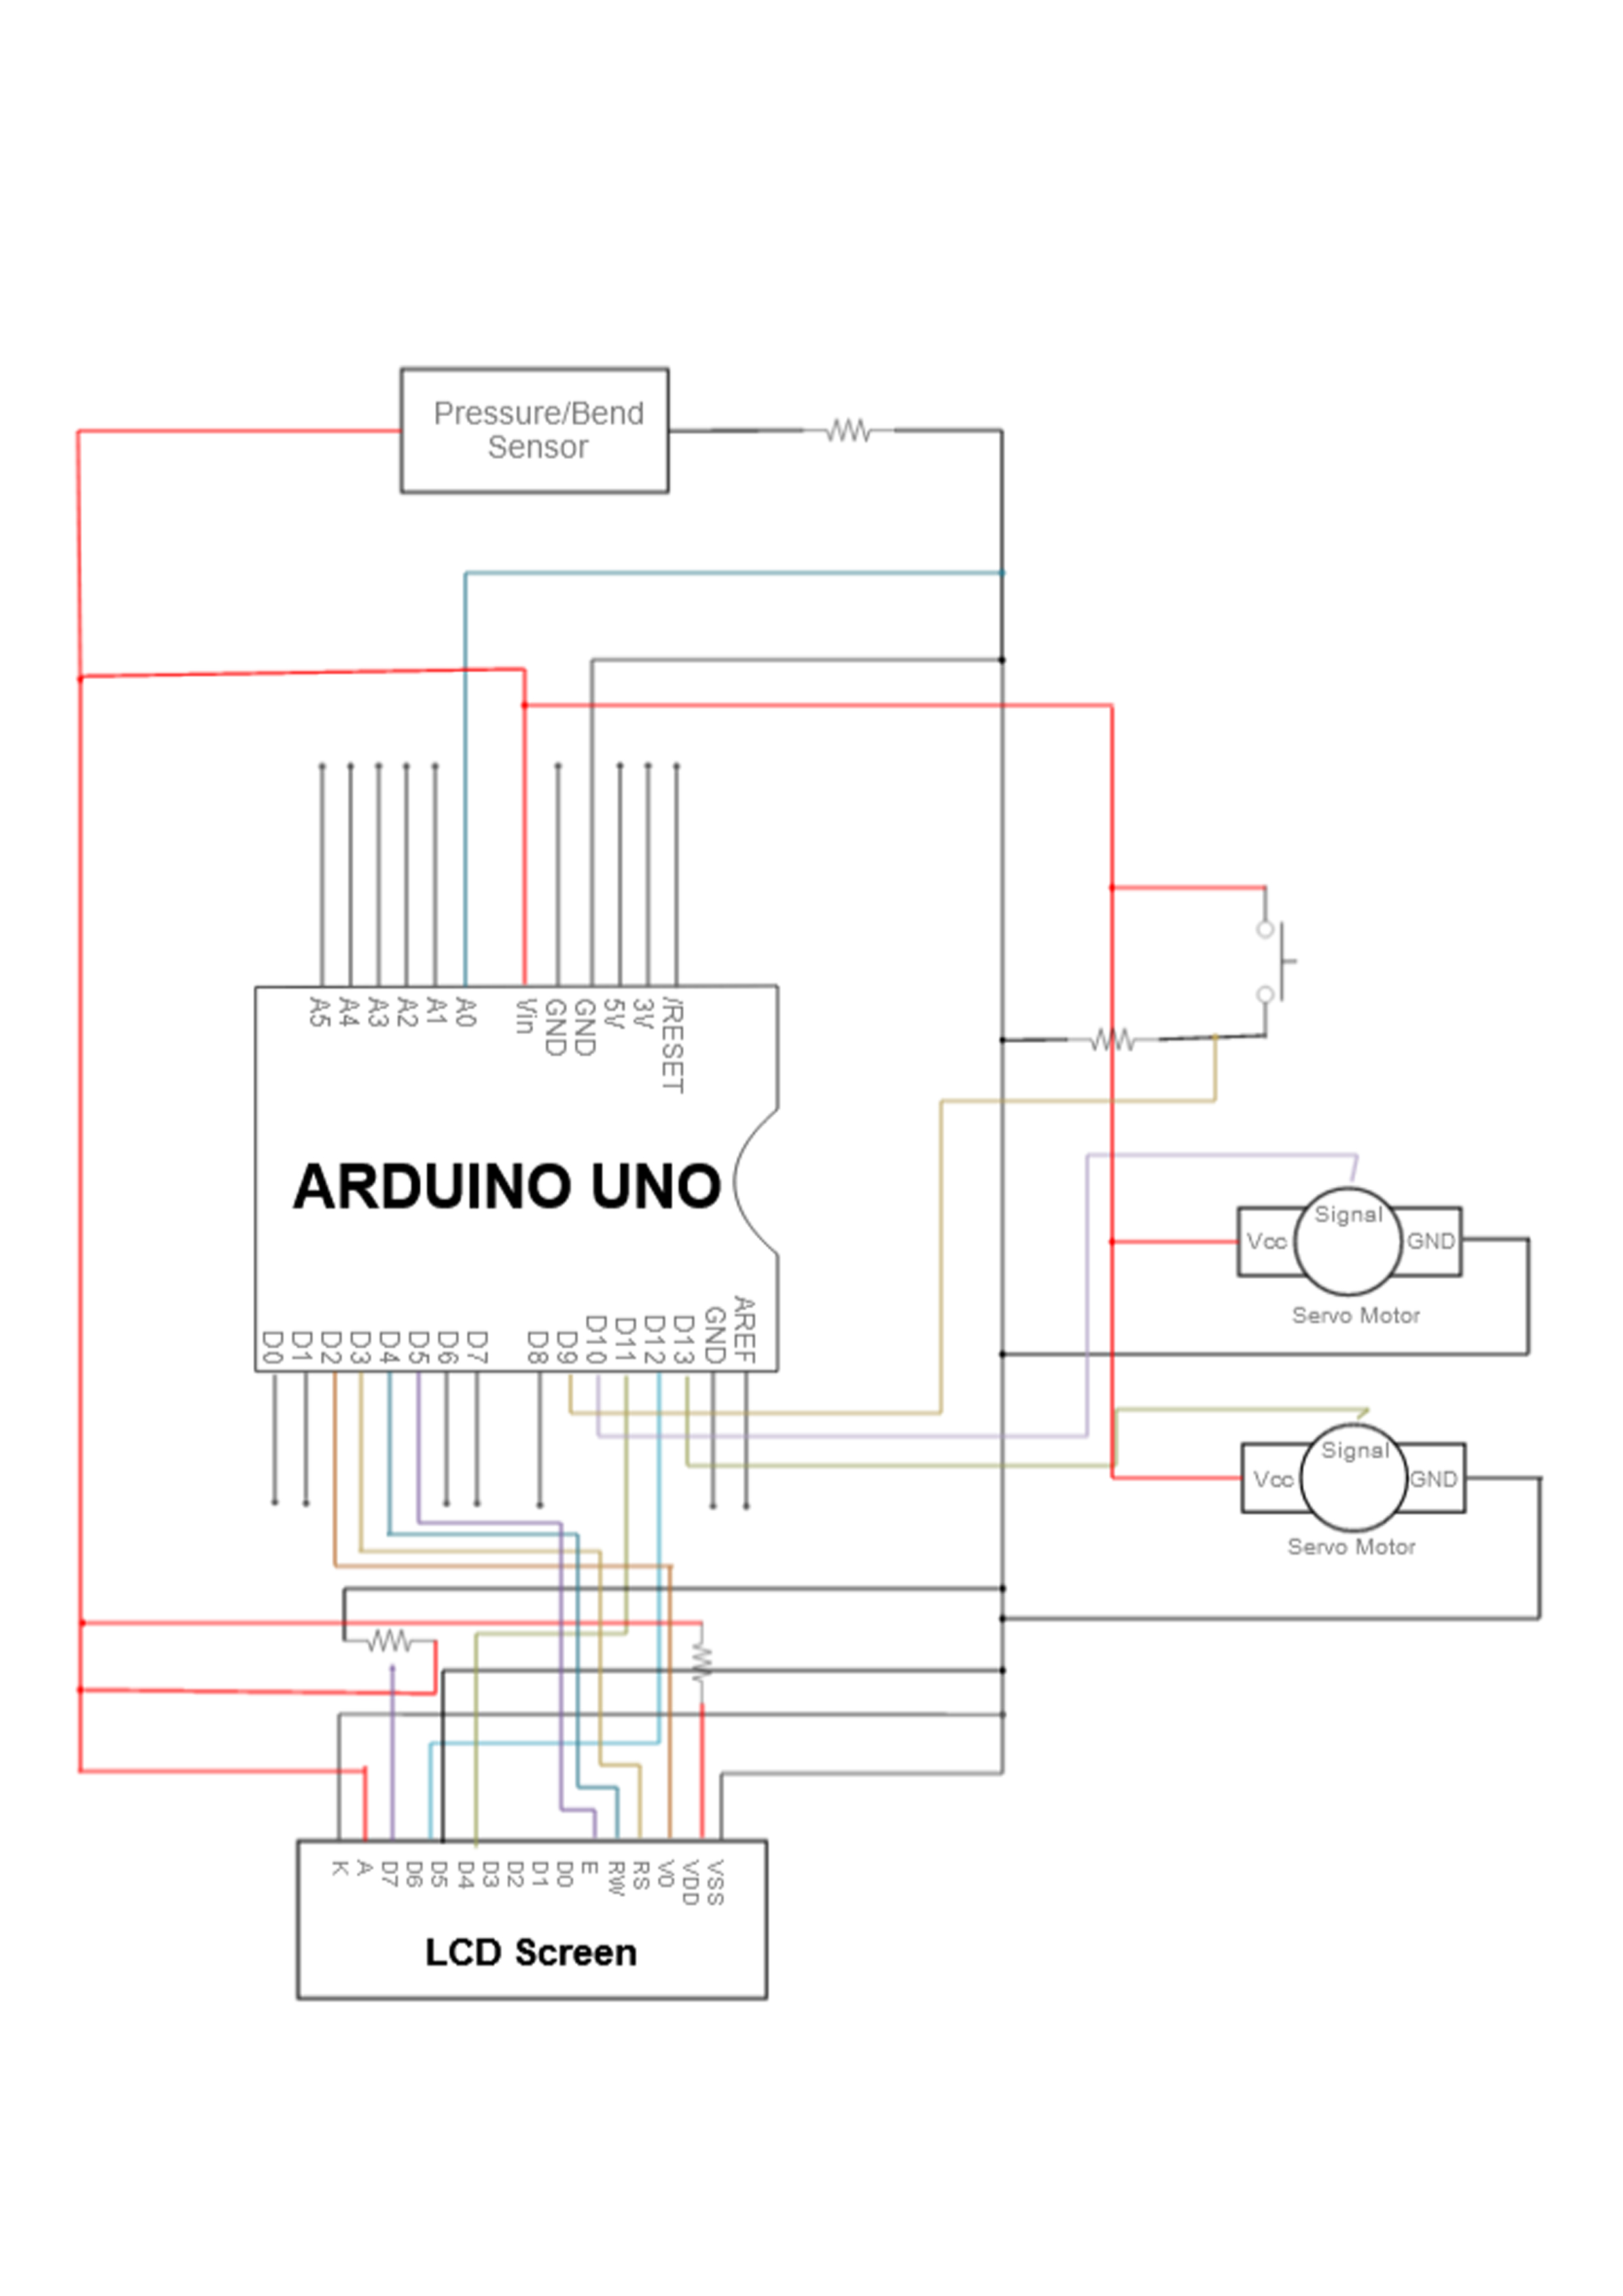 Pressure/Bend
Sensor
A5
A4
A3
A2
A1
A0
Vin
GND
GND
5V
3V
/RESET
ARDUINO UNO
D0
D1
D2
D3
D4
D5
D6
D7
D8
D9
D10
D11
D12
D13
GND
AREF
Signal
Vcc
GND
Servo Motor
Signal
Vcc
GND
Servo Motor
K
A
D7
D6
D5
D4
D3
D2
D1
D0
E
RW
RS
V0
VDD
VSS
LCD Screen